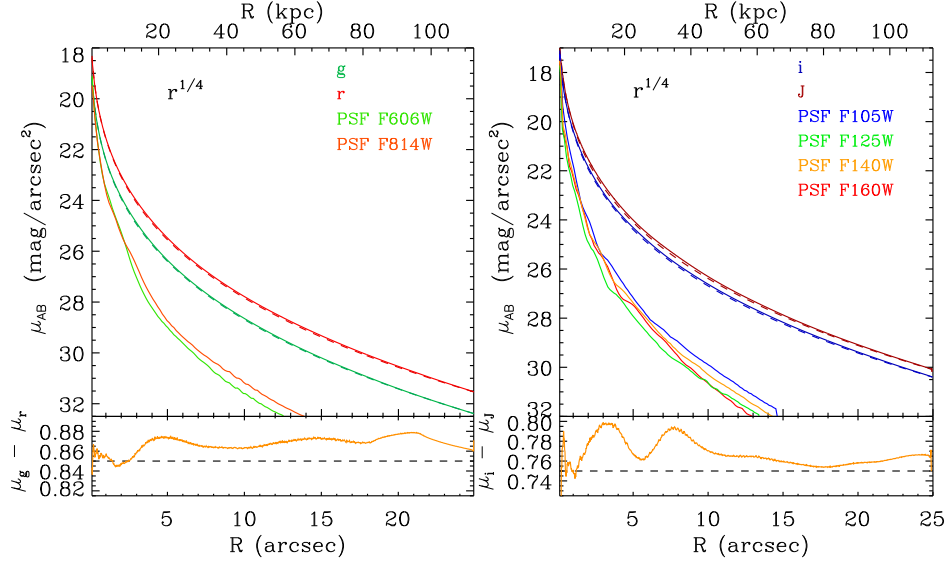 R (kpc)
0 20 40 60 80 100
R (kpc)
0 20 40 60 80 100
18
20
22
24
26
28
30
32
μAB (mag/arcsec²)
r^1/4
g
r
PSF F606W
PSF F814W
18
20
22
24
26
28
30
32
μAB (mag/arcsec²)
r^1/4
i
J
PSF F105W
PSF F125W
PSF F140W
PSF F160W
0.88
0.86
0.84
0.82
μg − μr
0.80
0.76
0.74
μi − μJ
5 10 15 20
R (arcsec)
5 10 15 20 25
R (arcsec)